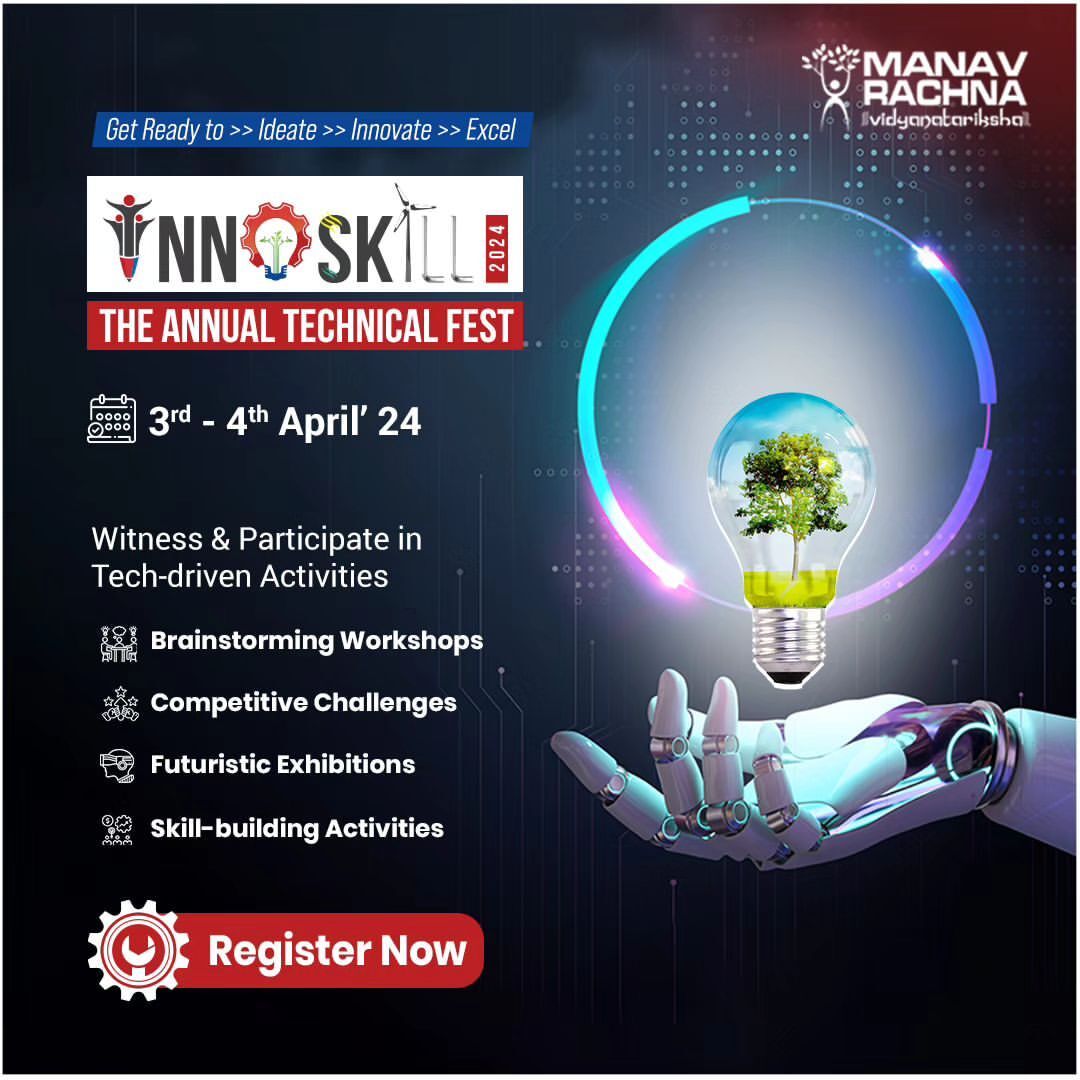 MANAV
RACHNA
vidyanatariksha
Get Ready to >> Ideate >> Innovate >> Excel
INNOSKILL 2024
THE ANNUAL TECHNICAL FEST
3rd - 4th April' 24
Witness & Participate in
Tech-driven Activities
Brainstorming Workshops
Competitive Challenges
Futuristic Exhibitions
Skill-building Activities
Register Now